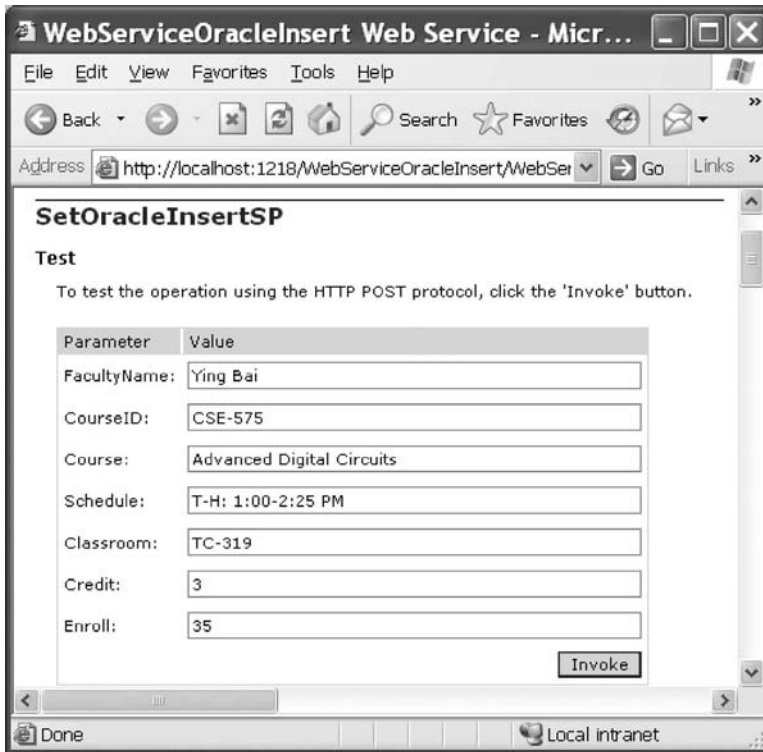 WebServiceOracleInsert Web Service - Micr...
File Edit View Favorites Tools Help
Back Search Favorites »
Address http://localhost:1218/WebServiceOracleInsert/WebSer Go Links »
SetOracleInsertSP
Test
To test the operation using the HTTP POST protocol, click the 'Invoke' button.
Parameter Value
FacultyName: Ying Bai
CourseID: CSE-575
Course: Advanced Digital Circuits
Schedule: T-H: 1:00-2:25 PM
Classroom: TC-319
Credit: 3
Enroll: 35
Invoke
Done Local intranet